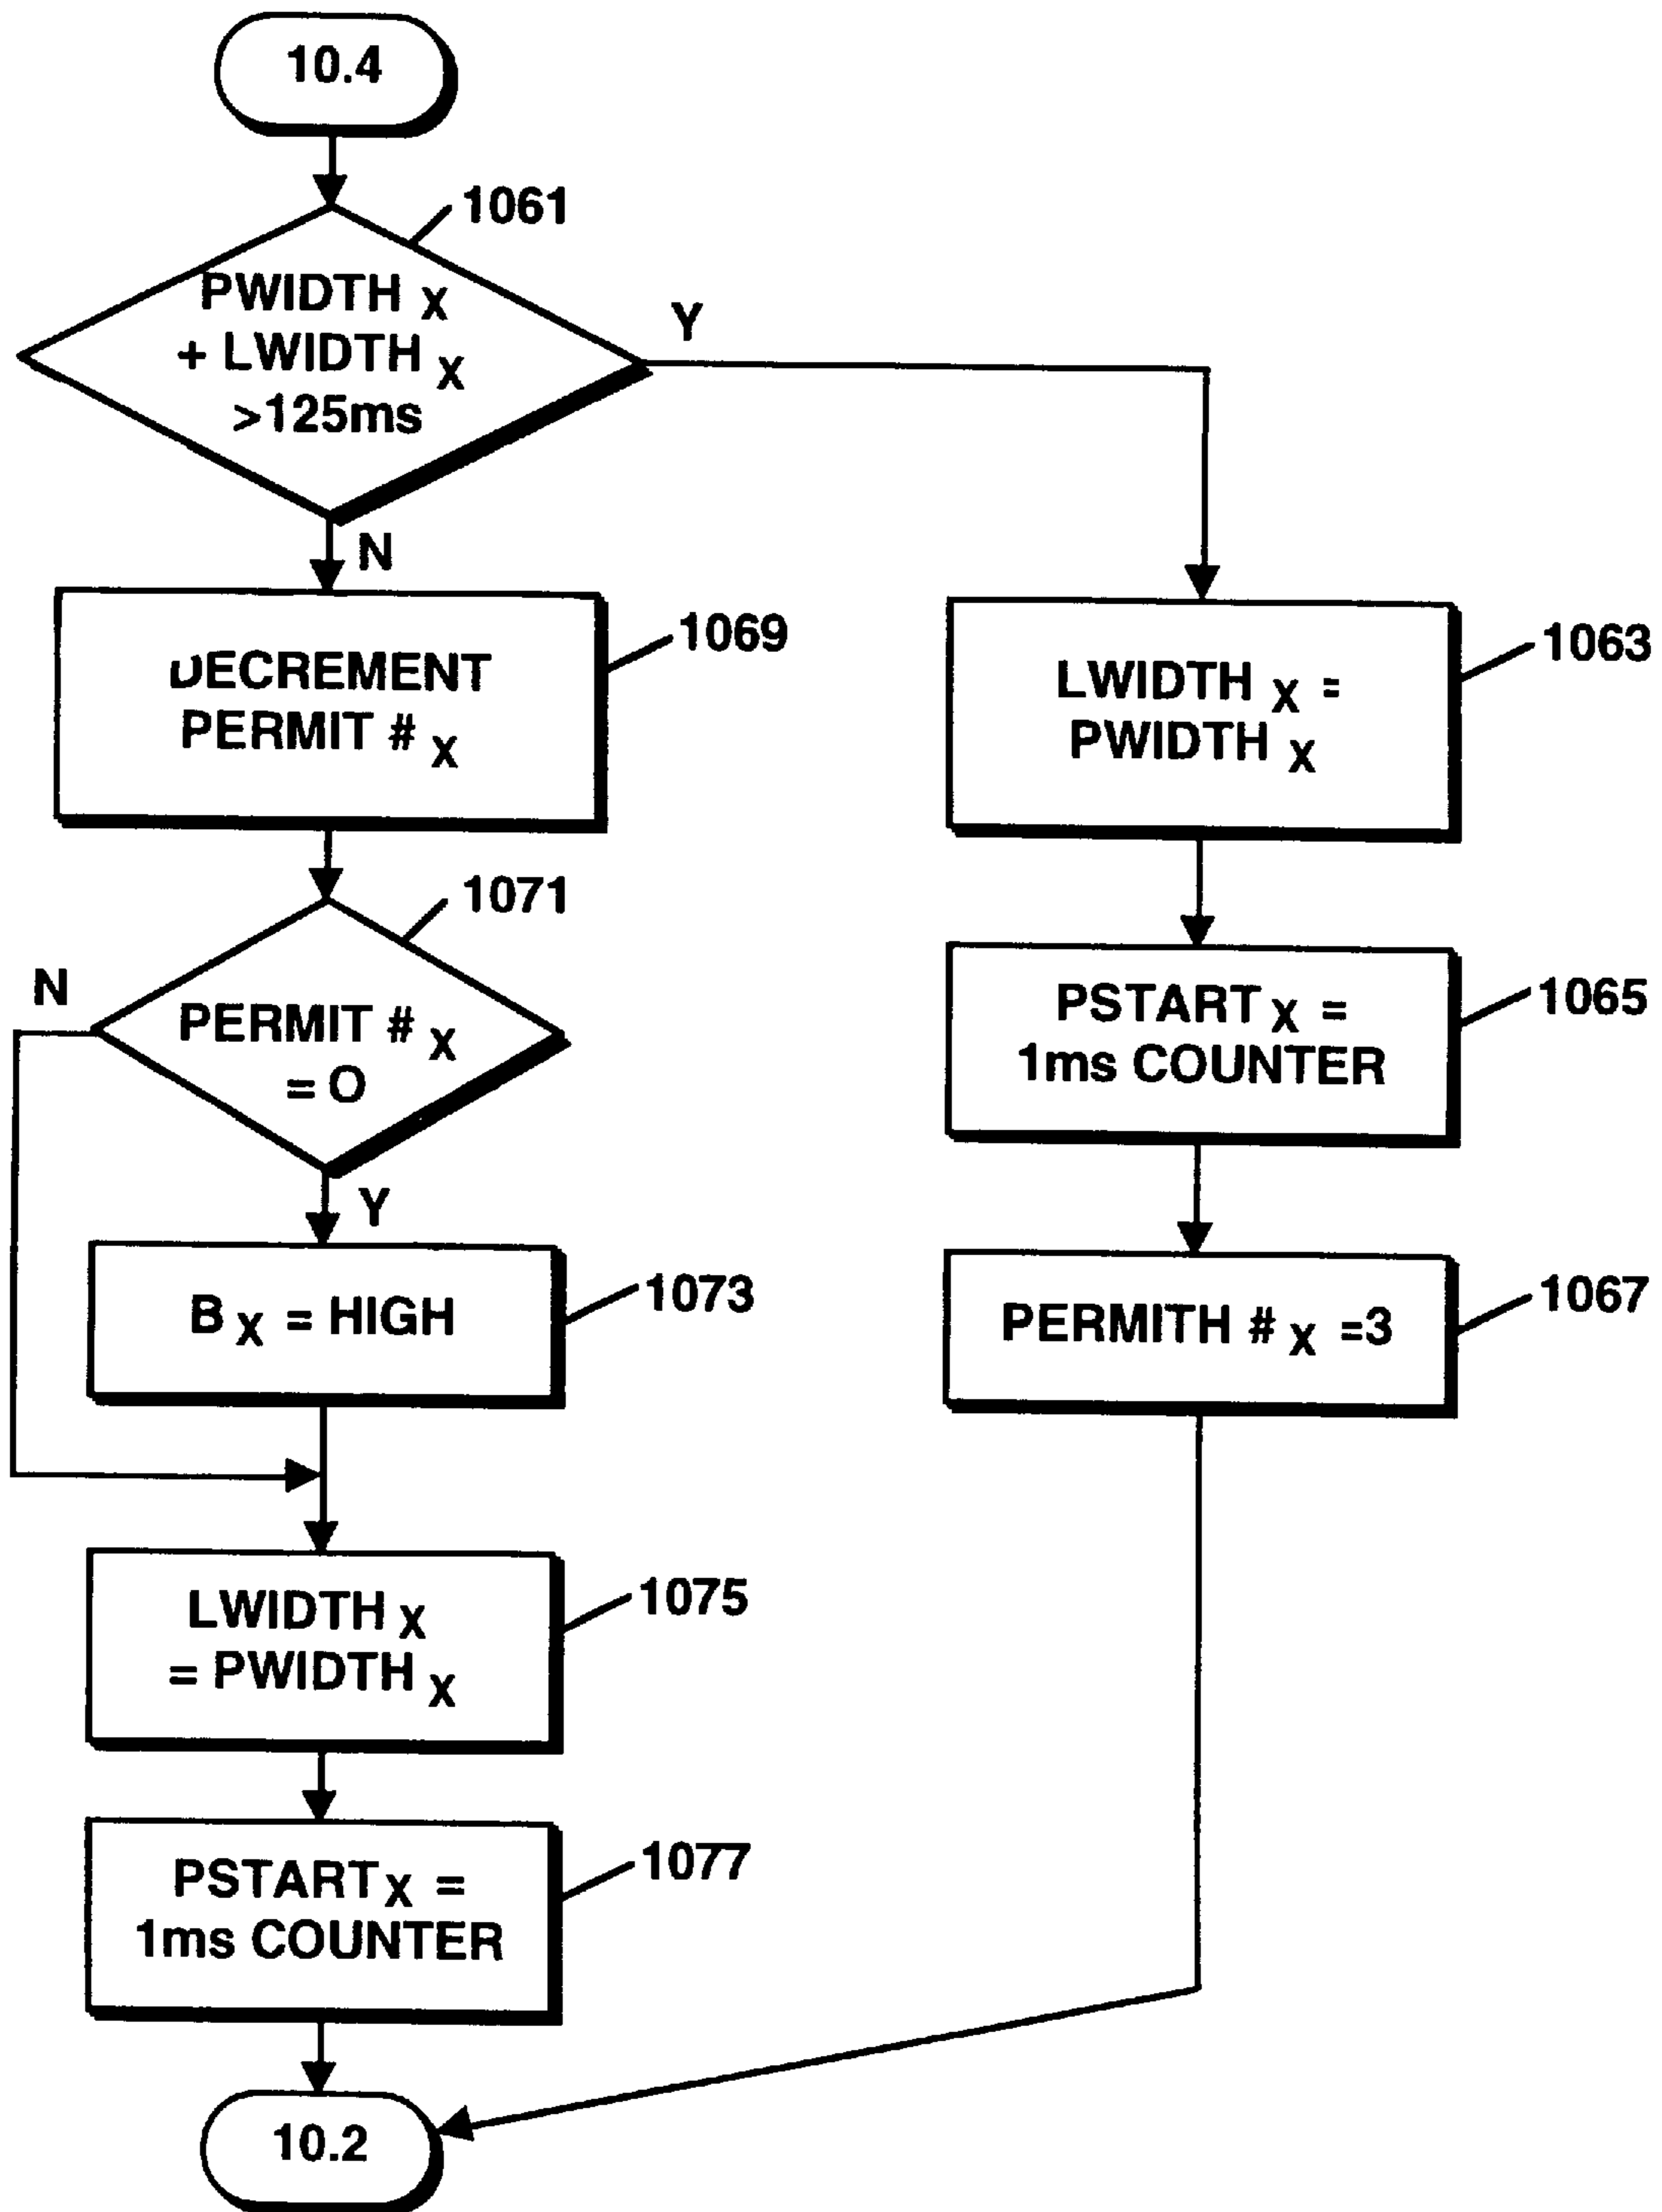 10.4
1061
PWIDTH X
+ LWIDTH X
>125ms
Y
N
DECREMENT
PERMIT # X
1069
LWIDTH X =
PWIDTH X
1063
1071
N
PERMIT # X
= O
Y
PSTART X =
1ms COUNTER
1065
B X = HIGH
1073
PERMITH # X =3
1067
LWIDTH X
= PWIDTH X
1075
PSTART X =
1ms COUNTER
1077
10.2